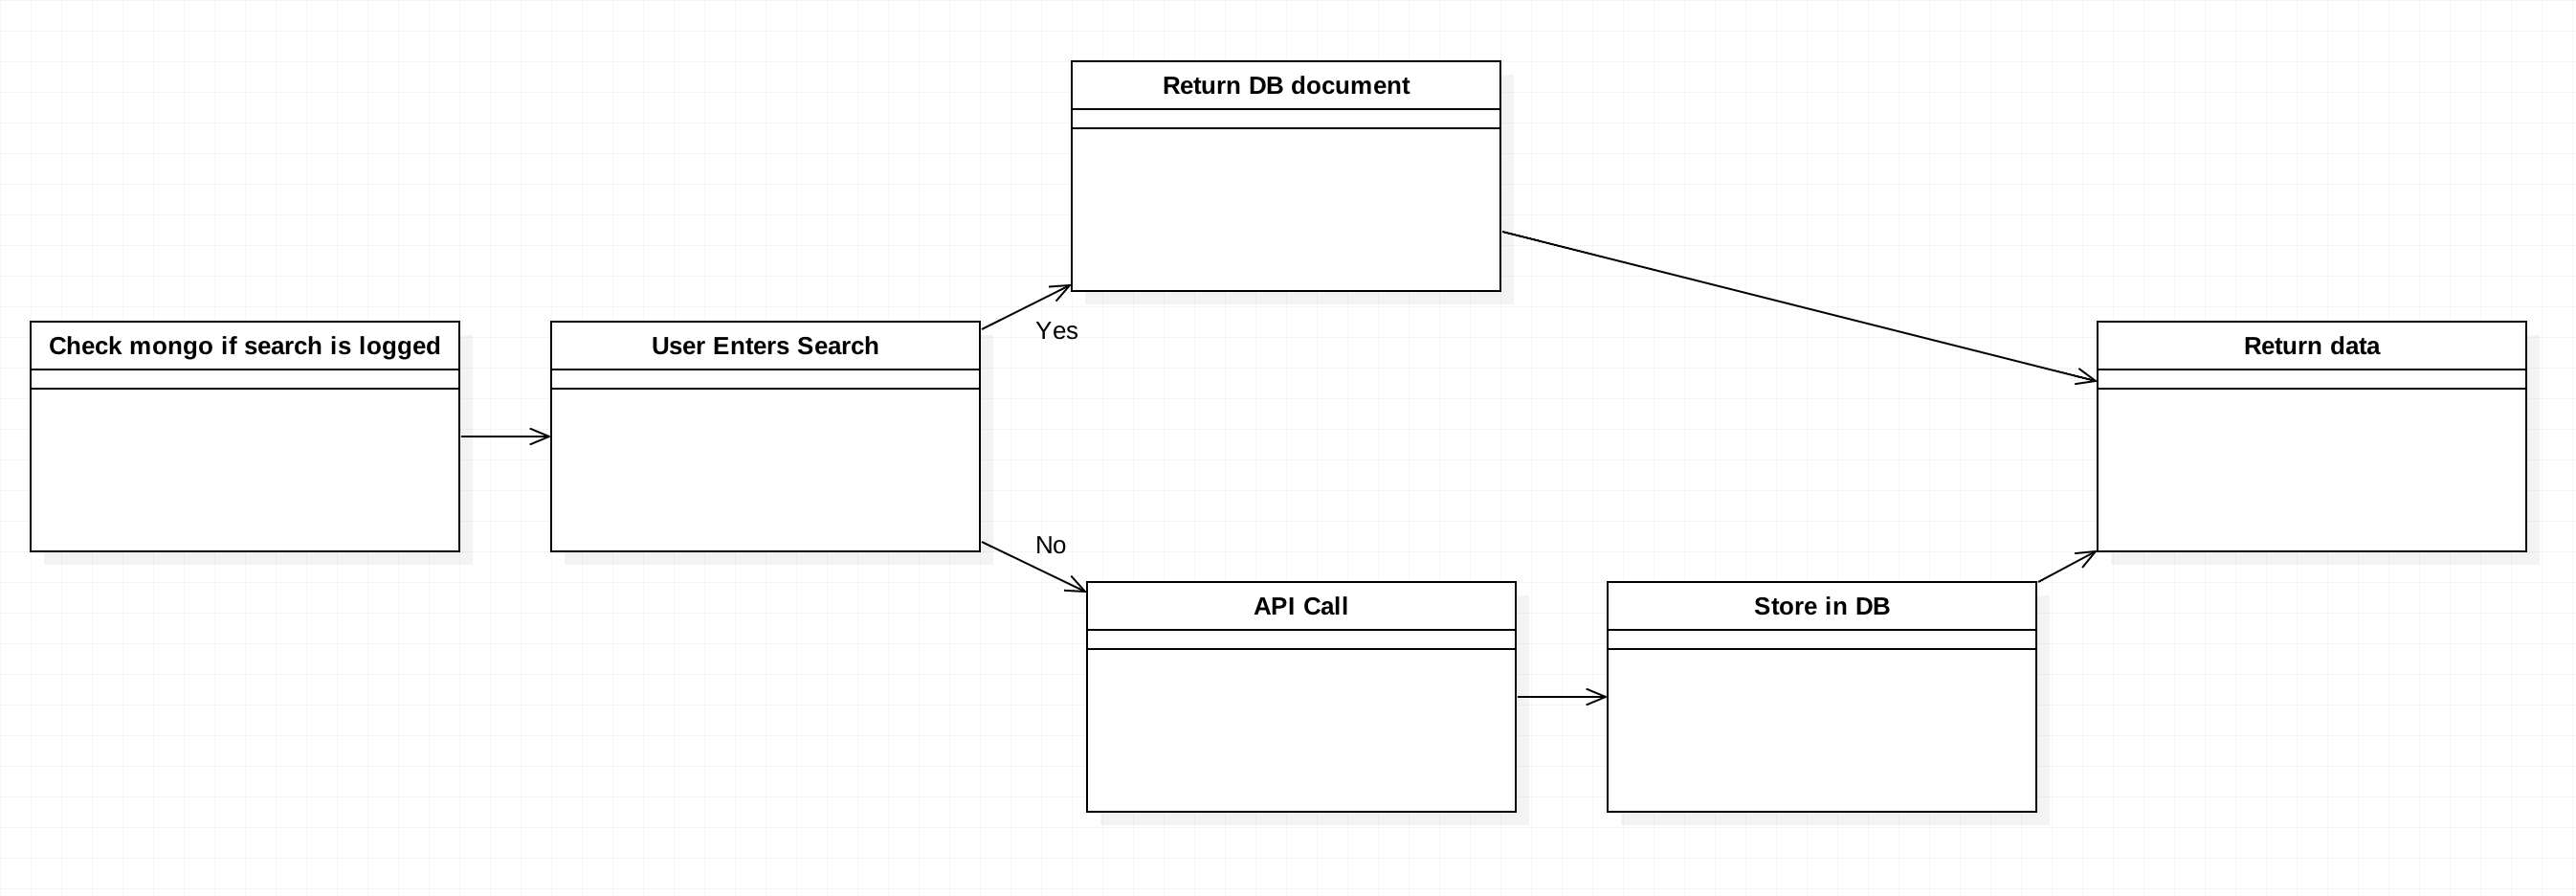 Return DB document
Check mongo if search is logged
User Enters Search
Yes
Return data
No
API Call
Store in DB